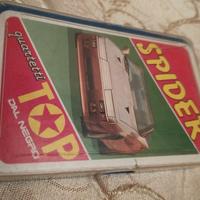 SPIDER
quartetti
TOP
DAL NEGRO